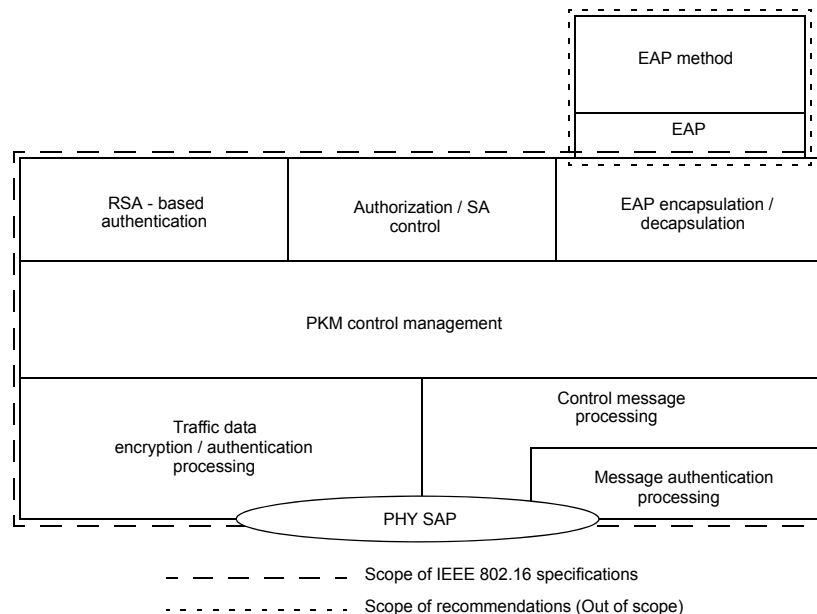 EAP method
EAP
RSA - based
authentication
Authorization / SA
control
EAP encapsulation /
decapsulation
PKM control management
Traffic data
encryption / authentication
processing
Control message
processing
Message authentication
processing
PHY SAP
Scope of IEEE 802.16 specifications
Scope of recommendations (Out of scope)